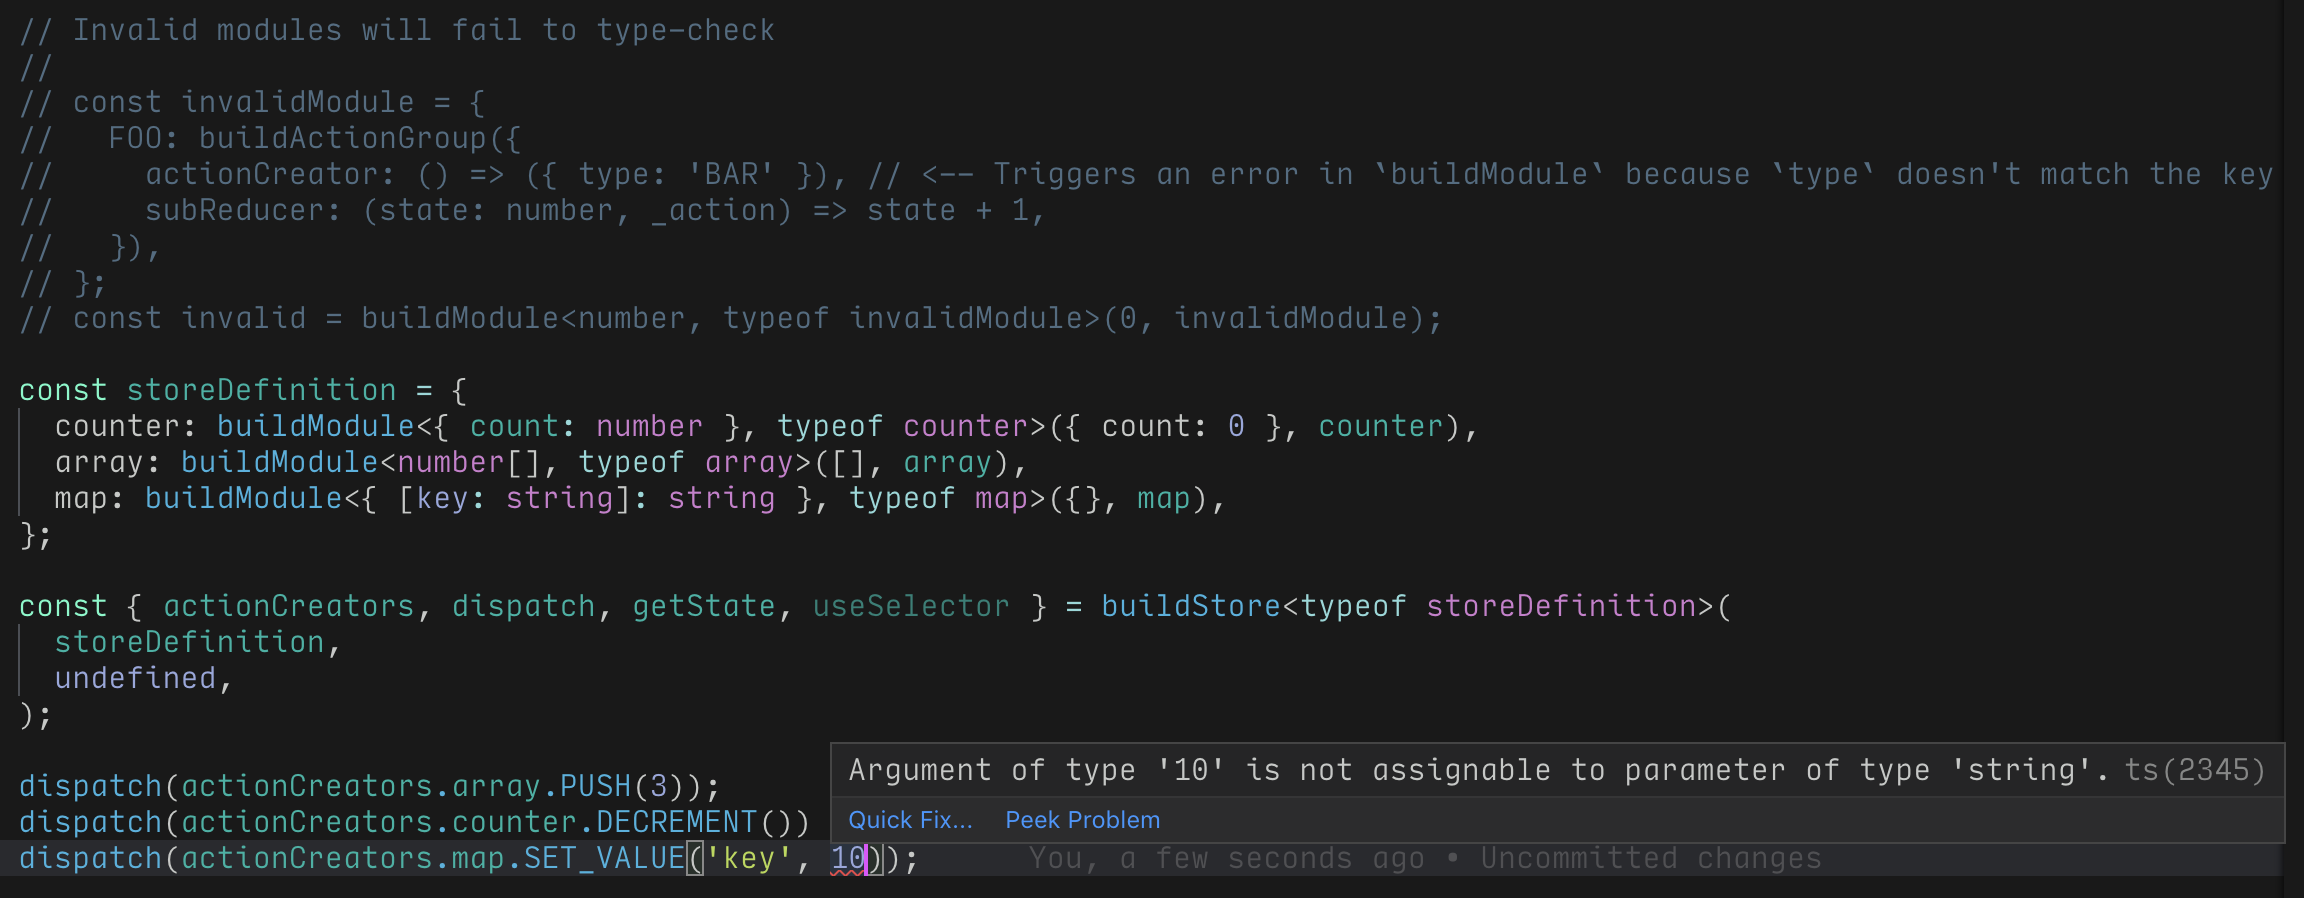 // Invalid modules will fail to type-check
//
// const invalidModule = {
//   FOO: buildActionGroup({
//     actionCreator: () => ({ type: 'BAR' }), // <-- Triggers an error in `buildModule` because `type` doesn't match the key
//     subReducer: (state: number, _action) => state + 1,
//   }),
// };
// const invalid = buildModule<number, typeof invalidModule>(0, invalidModule);
const storeDefinition = {
  counter: buildModule<{ count: number }, typeof counter>({ count: 0 }, counter),
  array: buildModule<number[], typeof array>([], array),
  map: buildModule<{ [key: string]: string }, typeof map>({}, map),
};
const { actionCreators, dispatch, getState, useSelector } = buildStore<typeof storeDefinition>(
  storeDefinition,
  undefined,
);
Argument of type '10' is not assignable to parameter of type 'string'. ts(2345)
Quick Fix... Peek Problem
dispatch(actionCreators.array.PUSH(3));
dispatch(actionCreators.counter.DECREMENT())
dispatch(actionCreators.map.SET_VALUE('key', 10)); You, a few seconds ago • Uncommitted changes